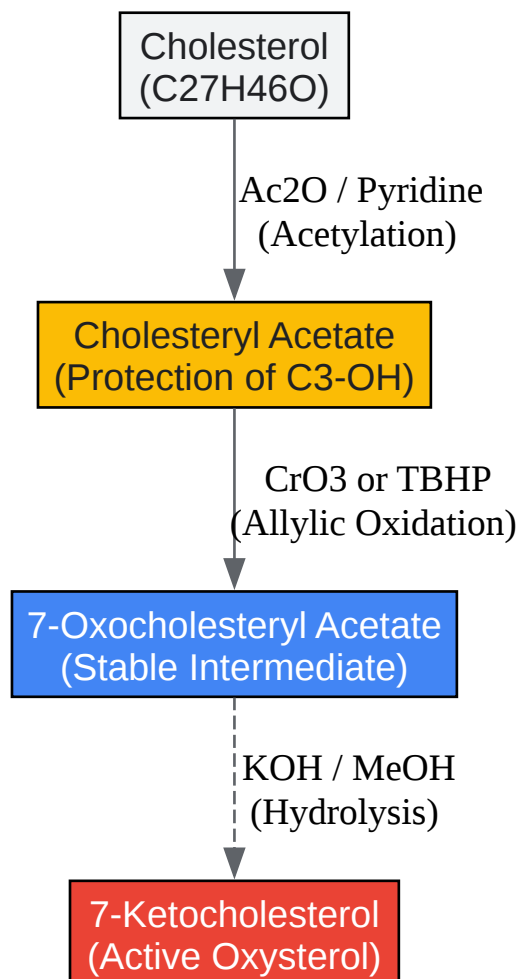 Cholesterol
(C27H46O)
Ac2O / Pyridine
(Acetylation)
Cholesteryl Acetate
(Protection of C3-OH)
CrO3 or TBHP
(Allylic Oxidation)
7-Oxocholesteryl Acetate
(Stable Intermediate)
KOH / MeOH
(Hydrolysis)
7-Ketocholesterol
(Active Oxysterol)